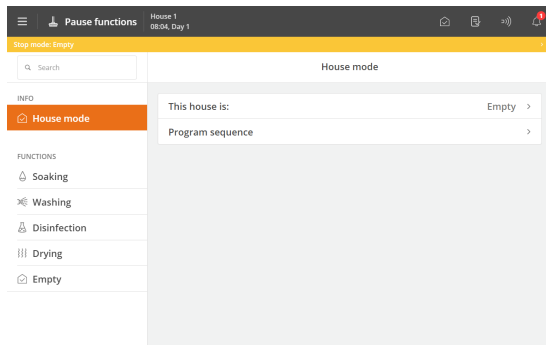 Pause functions
House 1
08:04, Day 1
1
Stop mode: Empty
Search
House mode
INFO
House mode
This house is: Empty
Program sequence
FUNCTIONS
Soaking
Washing
Disinfection
Drying
Empty